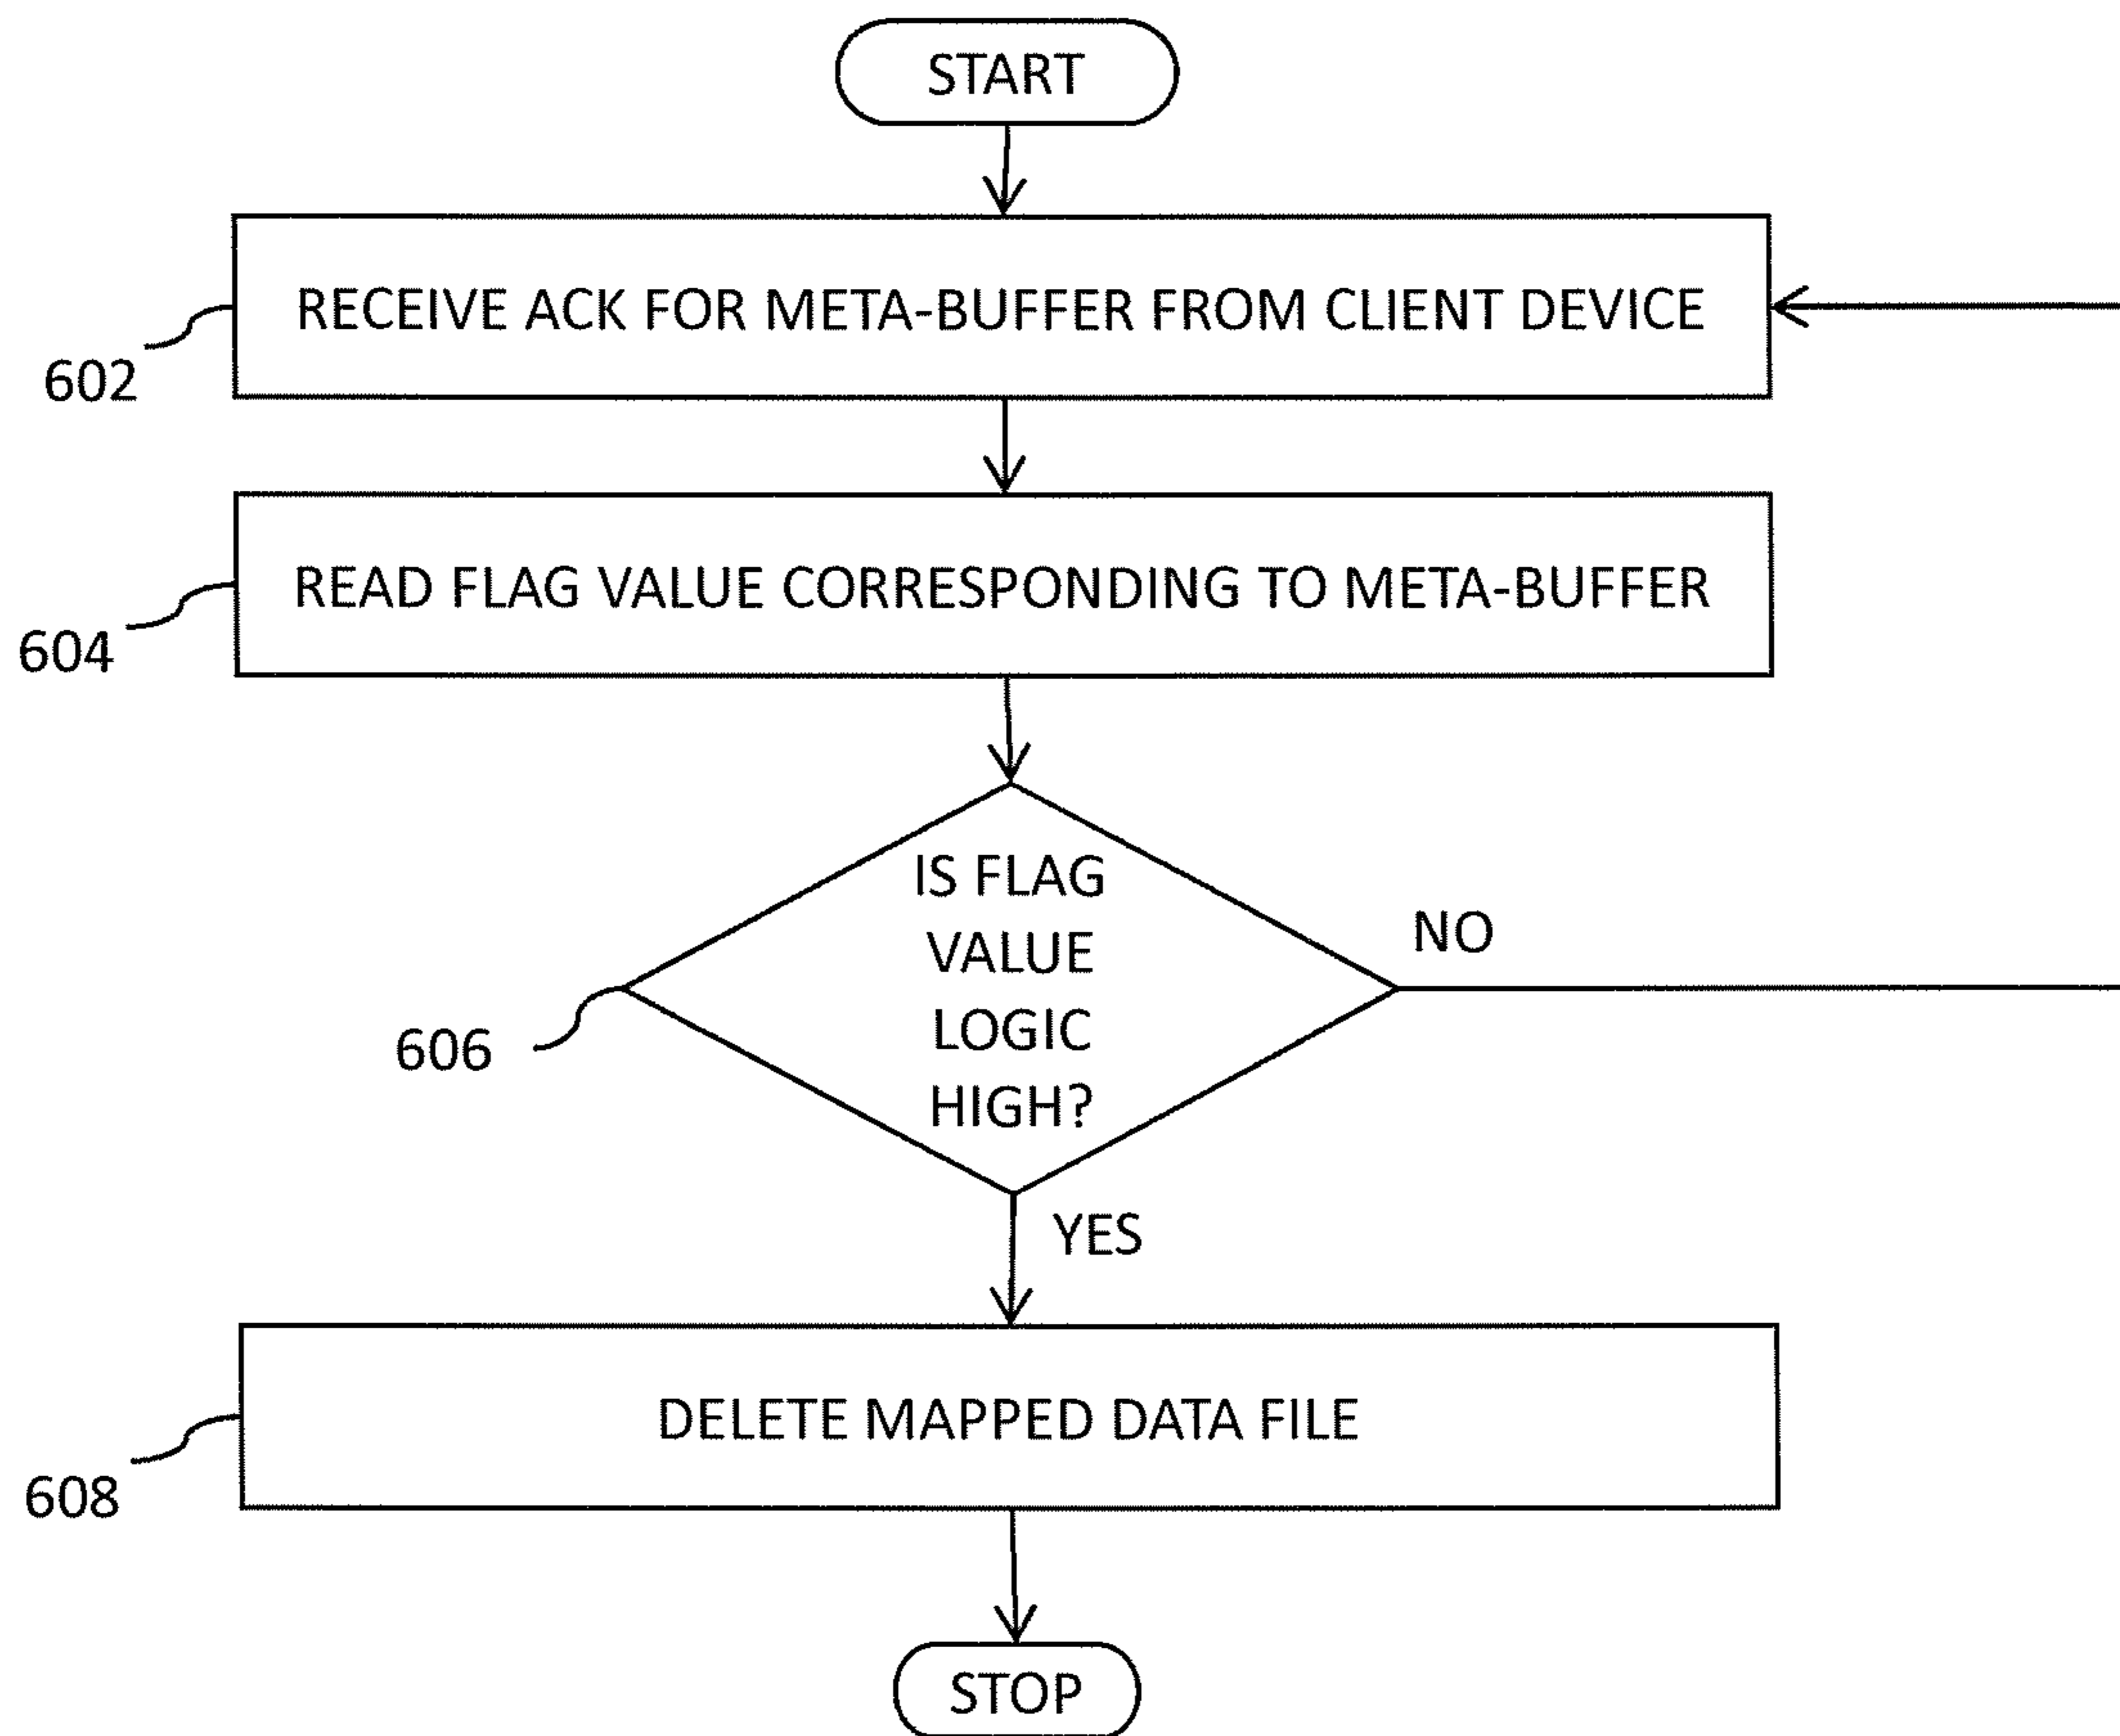 START
RECEIVE ACK FOR META-BUFFER FROM CLIENT DEVICE
602
READ FLAG VALUE CORRESPONDING TO META-BUFFER
604
IS FLAG
VALUE
LOGIC
HIGH?
NO
606
YES
DELETE MAPPED DATA FILE
608
STOP